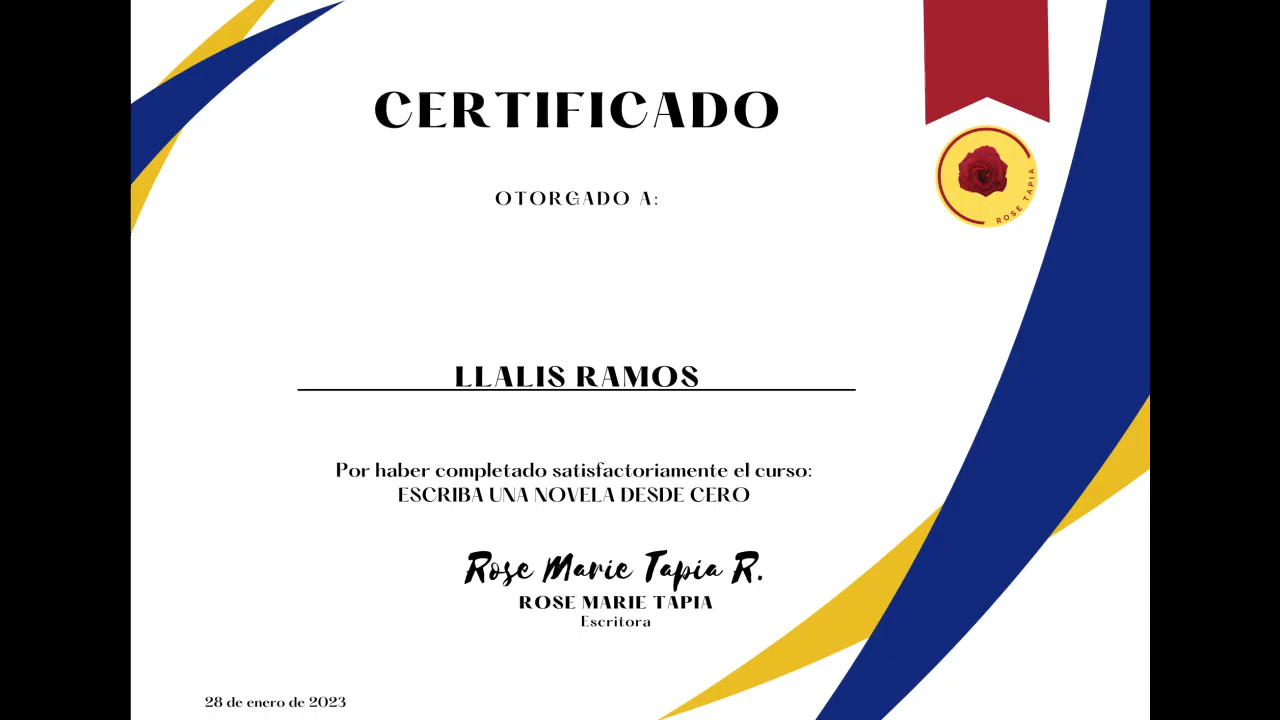 CERTIFICADO
ROSE TAPIA
OTORGADO A:
LLALIS RAMOS
Por haber completado satisfactoriamente el curso:
ESCRIBA UNA NOVELA DESDE CERO
Rose Marie Tapia R.
ROSE MARIE TAPIA
Escritora
28 de enero de 2023